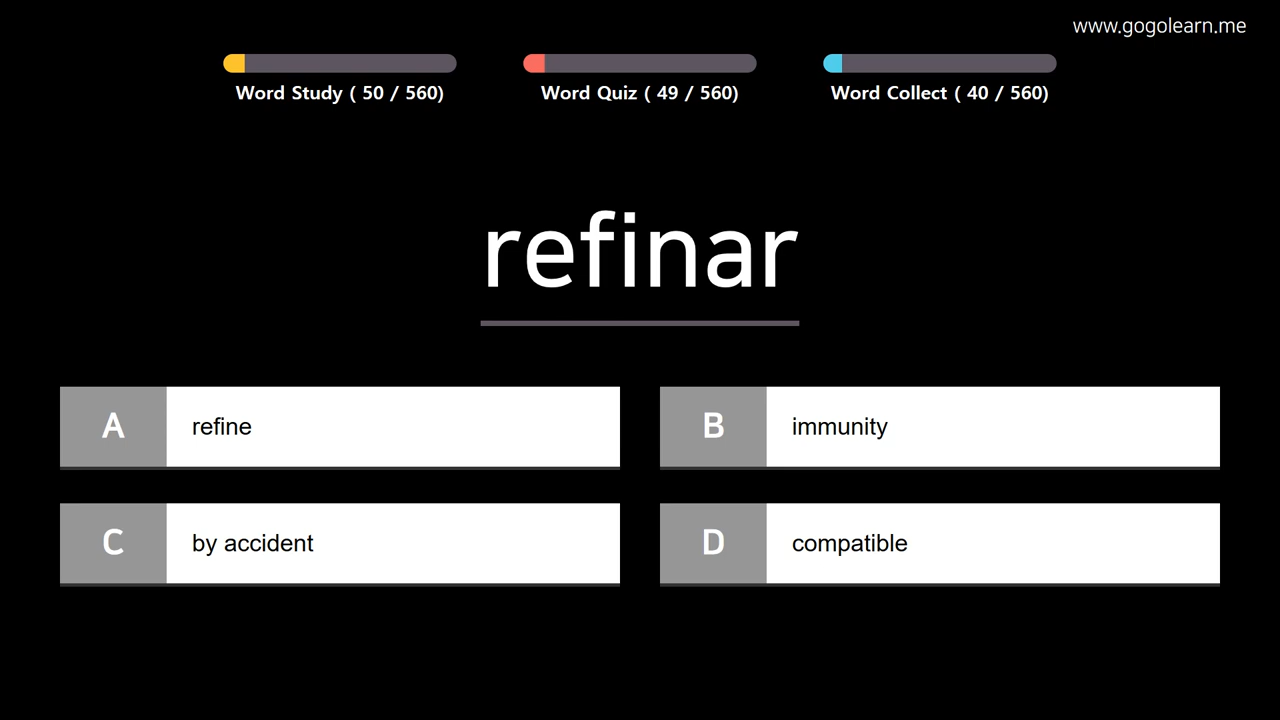 www.gogolearn.me
Word Study ( 50 / 560)
Word Quiz ( 49 / 560)
Word Collect ( 40 / 560)
refinar
A refine
B immunity
C by accident
D compatible